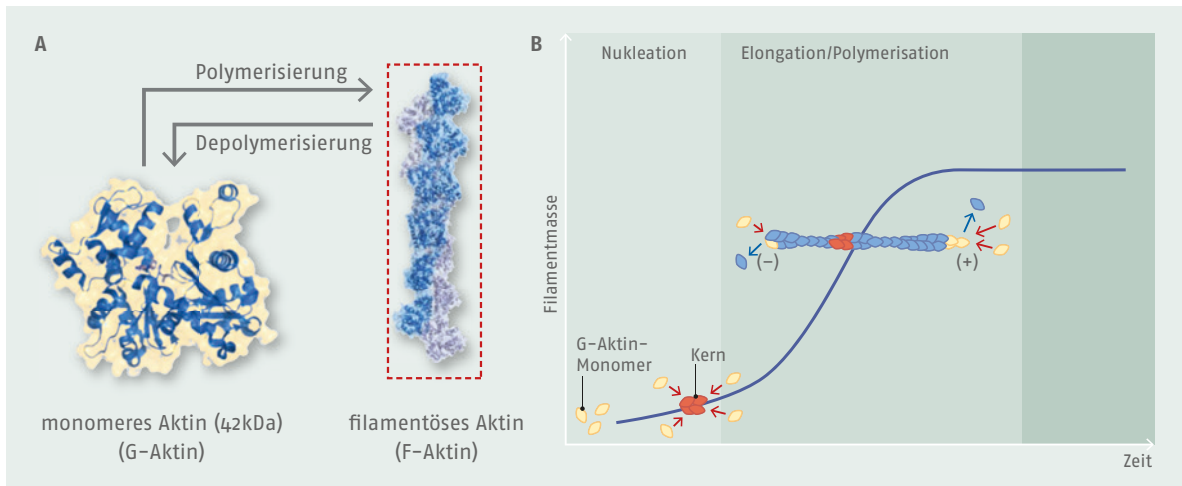 A
Polymerisierung
Depolymerisierung
monomeres Aktin (42kDa)
(G-Aktin)
filamentöses Aktin
(F-Aktin)
B
Nukleation
Elongation/Polymerisation
Filamentmasse
(−)
(+)
G-Aktin-
Monomer
Kern
Zeit